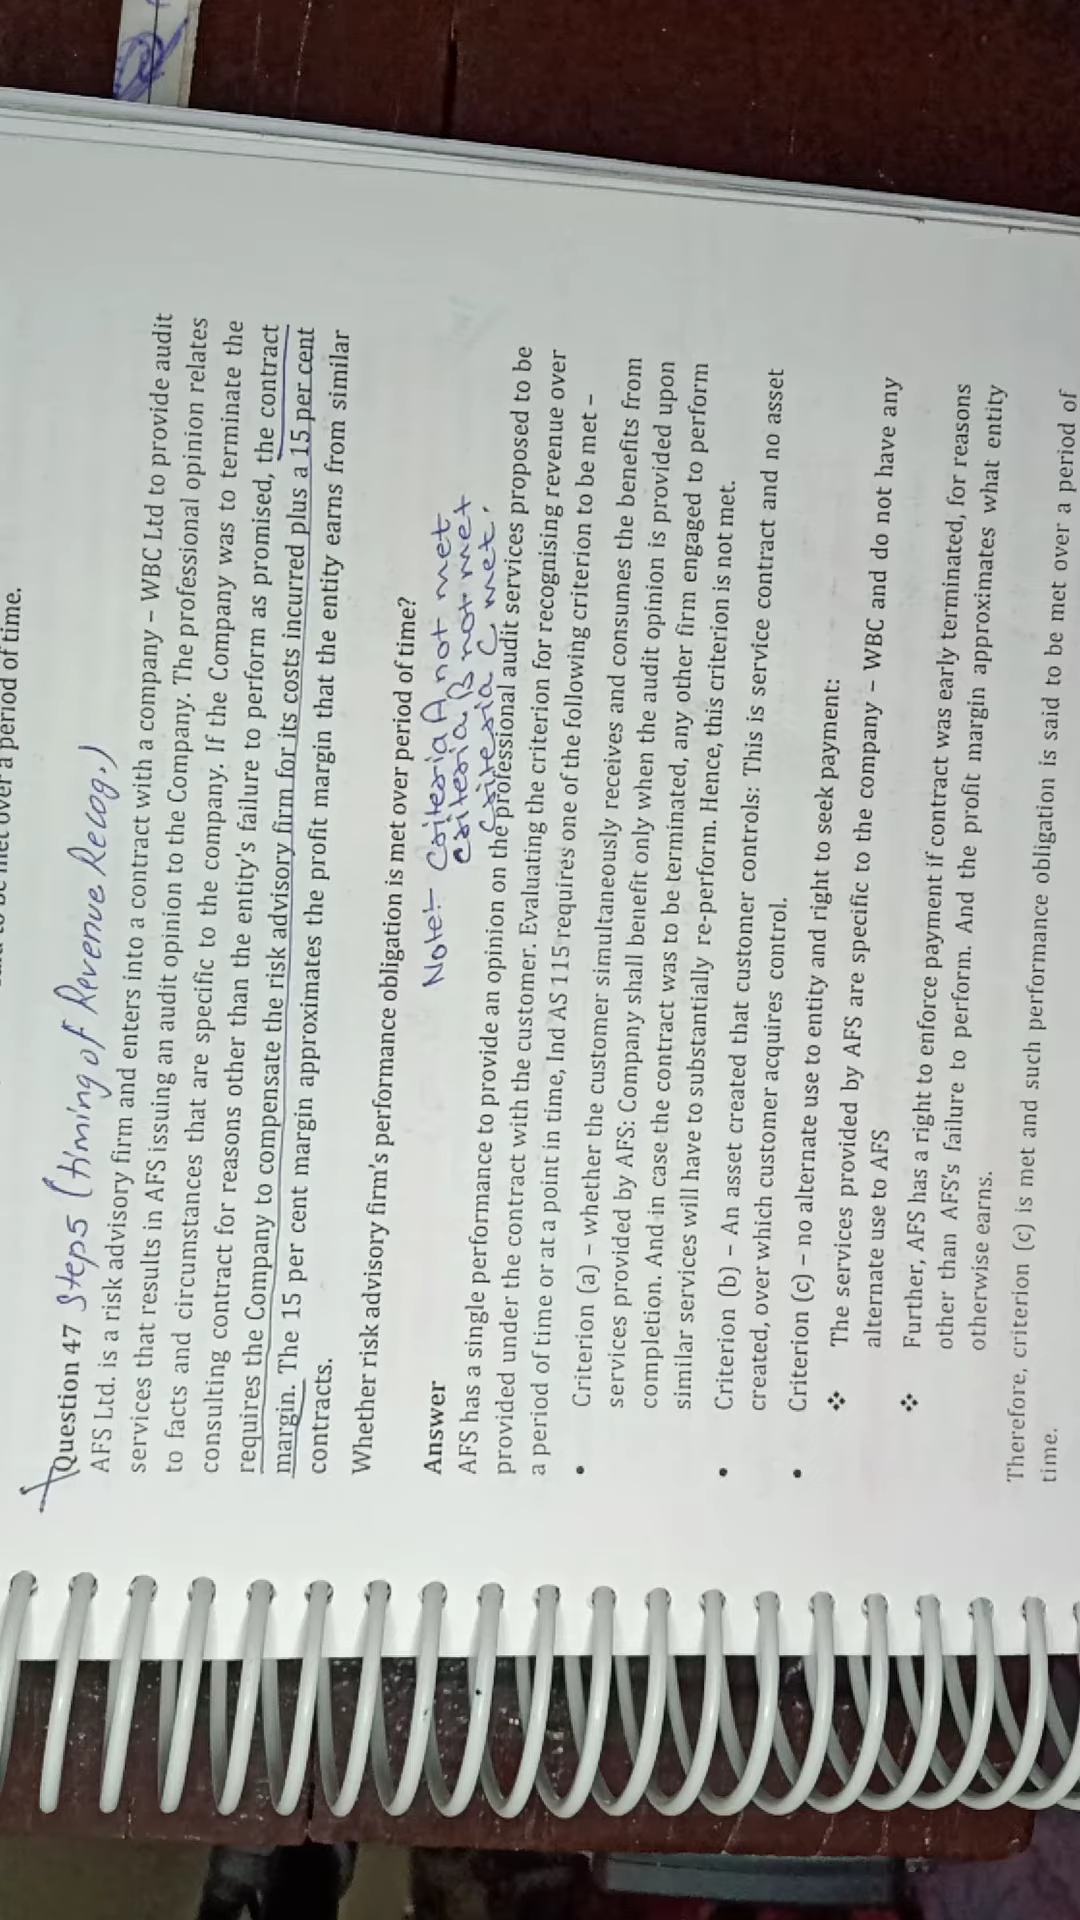 a period of time.
Question 47 Step5 (timing of Revenue Recog.)
AFS Ltd. is a risk advisory firm and enters into a contract with a company – WBC Ltd to provide audit
services that results in AFS issuing an audit opinion to the Company. The professional opinion relates
to facts and circumstances that are specific to the company. If the Company was to terminate the
consulting contract for reasons other than the entity's failure to perform as promised, the contract
requires the Company to compensate the risk advisory firm for its costs incurred plus a 15 per cent
margin. The 15 per cent margin approximates the profit margin that the entity earns from similar
contracts.
Whether risk advisory firm's performance obligation is met over period of time?
Note:- Criteria A not met
Criteria B not met
Criteria C met.
Answer
AFS has a single performance to provide an opinion on the professional audit services proposed to be
provided under the contract with the customer. Evaluating the criterion for recognising revenue over
a period of time or at a point in time, Ind AS 115 requires one of the following criterion to be met –
• Criterion (a) – whether the customer simultaneously receives and consumes the benefits from
services provided by AFS: Company shall benefit only when the audit opinion is provided upon
completion. And in case the contract was to be terminated, any other firm engaged to perform
similar services will have to substantially re-perform. Hence, this criterion is not met.
• Criterion (b) – An asset created that customer controls: This is service contract and no asset
created, over which customer acquires control.
• Criterion (c) – no alternate use to entity and right to seek payment:
❖ The services provided by AFS are specific to the company – WBC and do not have any
alternate use to AFS
❖ Further, AFS has a right to enforce payment if contract was early terminated, for reasons
other than AFS's failure to perform. And the profit margin approximates what entity
otherwise earns.
Therefore, criterion (c) is met and such performance obligation is said to be met over a period of
time.